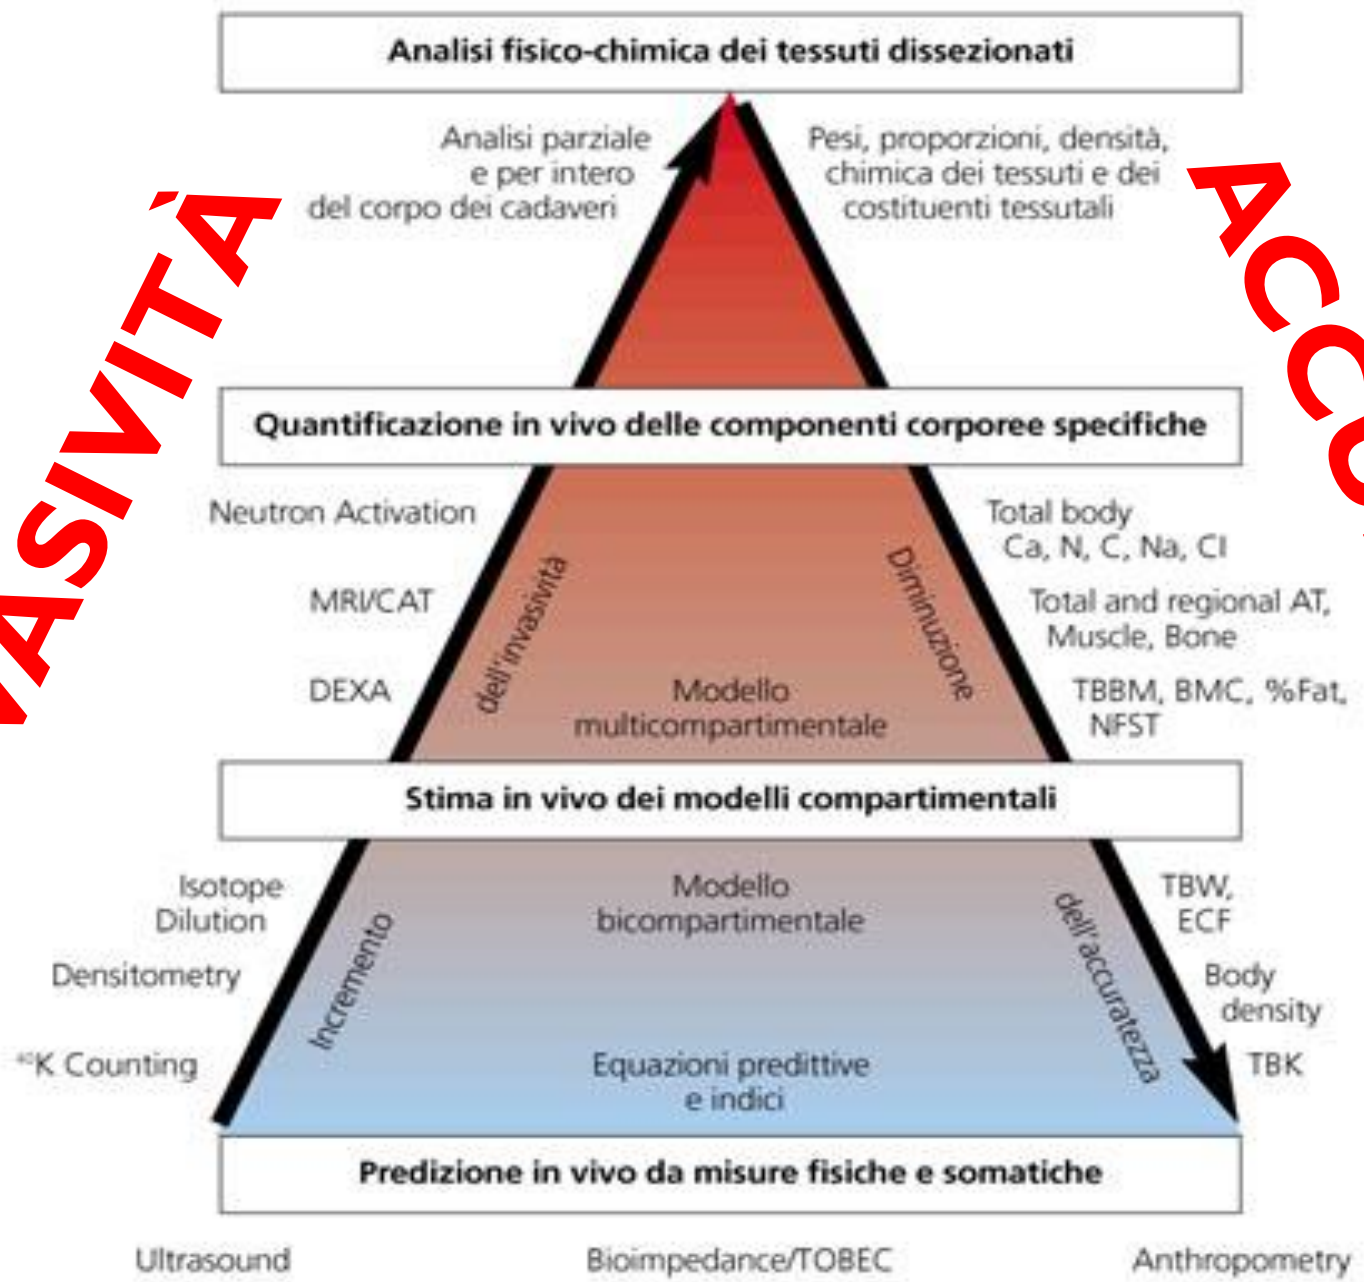 Analisi fisico-chimica dei tessuti dissezionati
Analisi parziale
e per intero
del corpo dei cadaveri
Pesi, proporzioni, densità,
chimica dei tessuti e dei
costituenti tessutali
VASIVITÀ
ACCU
Quantificazione in vivo delle componenti corporee specifiche
Neutron Activation
MRI/CAT
DEXA
dell'invasività
Diminuzione
Modello
multicompartimentale
Total body
Ca, N, C, Na, Cl
Total and regional AT,
Muscle, Bone
TBBM, BMC, %Fat,
NFST
Stima in vivo dei modelli compartimentali
Isotope
Dilution
Densitometry
⁴⁰K Counting
Incremento
Modello
bicompartimentale
Equazioni predittive
e indici
dell'accuratezza
TBW,
ECF
Body
density
TBK
Predizione in vivo da misure fisiche e somatiche
Ultrasound
Bioimpedance/TOBEC
Anthropometry